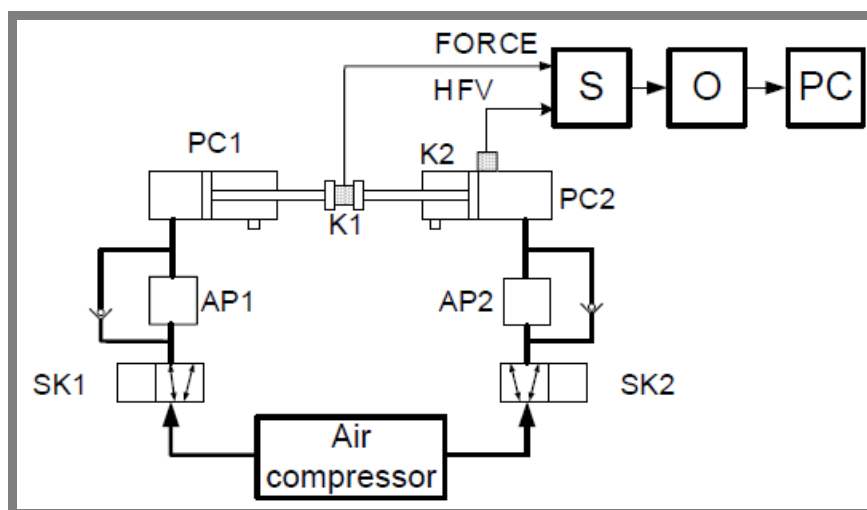 FORCE
HFV
S
O
PC
PC1
K2
K1
PC2
AP1
AP2
SK1
SK2
Air
compressor